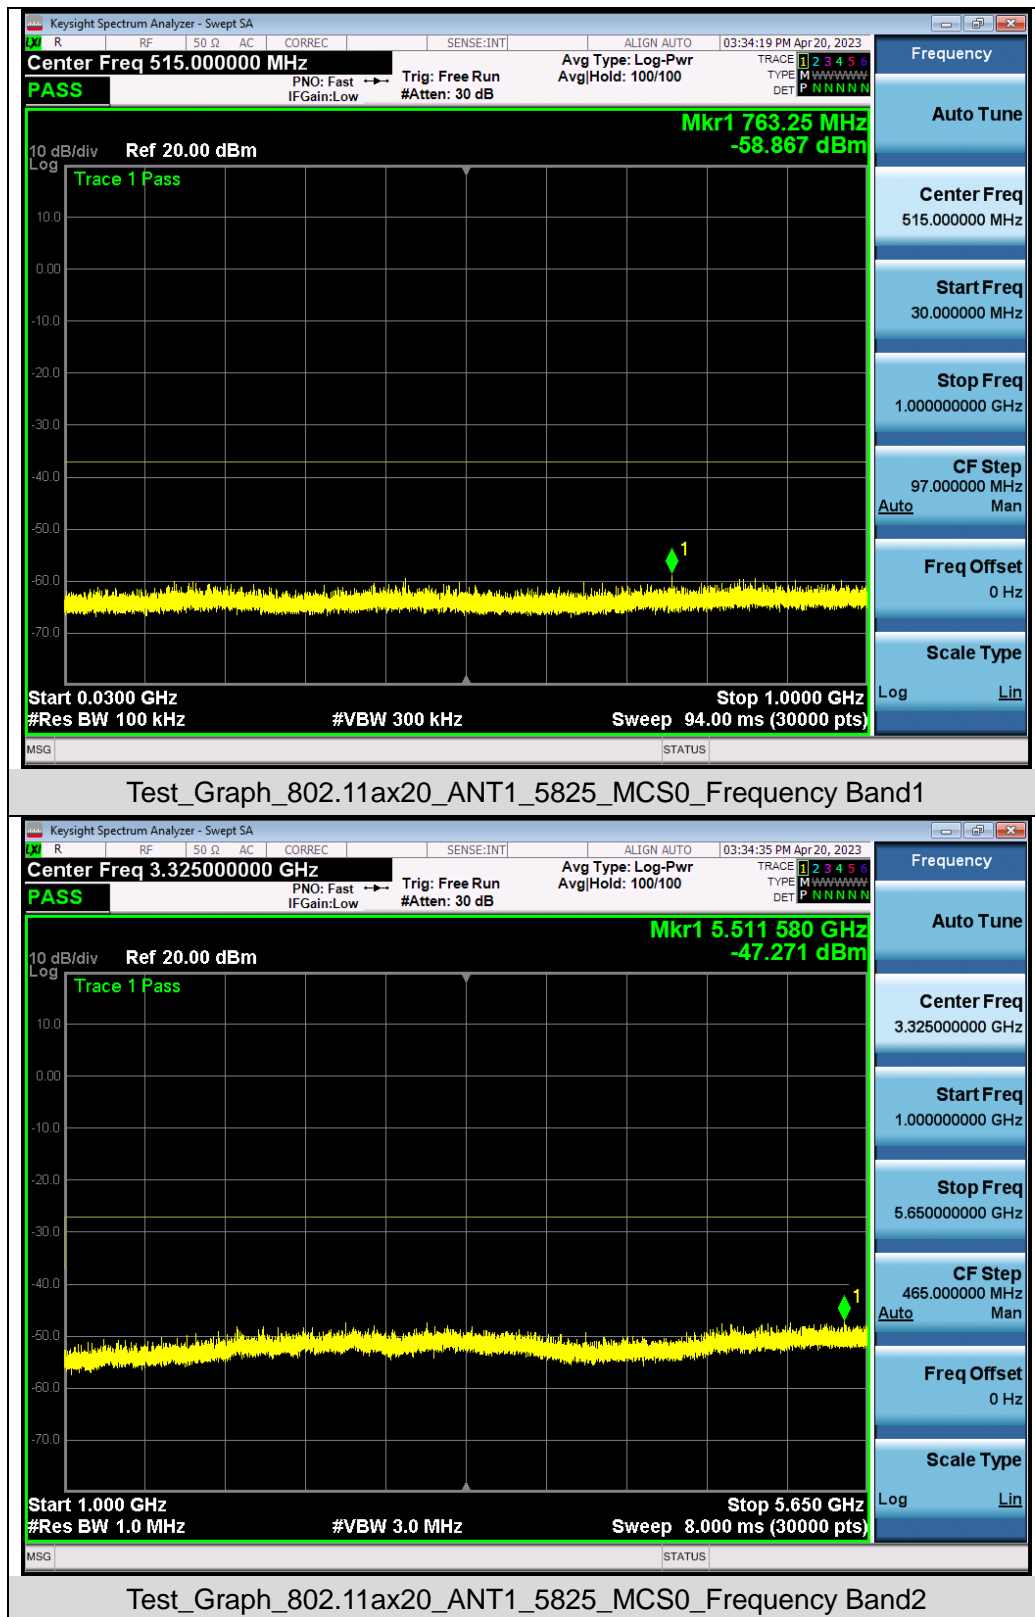 Keysight Spectrum Analyzer - Swept SA
LXI R RF 50 Ω AC CORREC SENSE:INT ALIGN AUTO 03:34:19 PM Apr 20, 2023
Center Freq 515.000000 MHz
PNO: Fast
IFGain:Low
Trig: Free Run
#Atten: 30 dB
Avg Type: Log-Pwr
Avg|Hold: 100/100
TRACE 1 2 3 4 5 6
TYPE M WWWWW
DET P N N N N N
PASS
Mkr1 763.25 MHz
-58.867 dBm
10 dB/div Ref 20.00 dBm
Log
Trace 1 Pass
10.0
0.00
-10.0
-20.0
-30.0
-40.0
-50.0
-60.0
-70.0
1
Start 0.0300 GHz Stop 1.0000 GHz
#Res BW 100 kHz #VBW 300 kHz Sweep 94.00 ms (30000 pts)
MSG STATUS
Frequency
Auto Tune
Center Freq
515.000000 MHz
Start Freq
30.000000 MHz
Stop Freq
1.000000000 GHz
CF Step
97.000000 MHz
Auto Man
Freq Offset
0 Hz
Scale Type
Log Lin
Test_Graph_802.11ax20_ANT1_5825_MCS0_Frequency Band1
Keysight Spectrum Analyzer - Swept SA
LXI R RF 50 Ω AC CORREC SENSE:INT ALIGN AUTO 03:34:35 PM Apr 20, 2023
Center Freq 3.325000000 GHz
PNO: Fast
IFGain:Low
Trig: Free Run
#Atten: 30 dB
Avg Type: Log-Pwr
Avg|Hold: 100/100
TRACE 1 2 3 4 5 6
TYPE M WWWWW
DET P N N N N N
PASS
Mkr1 5.511 580 GHz
-47.271 dBm
10 dB/div Ref 20.00 dBm
Log
Trace 1 Pass
10.0
0.00
-10.0
-20.0
-30.0
-40.0
-50.0
-60.0
-70.0
1
Start 1.000 GHz Stop 5.650 GHz
#Res BW 1.0 MHz #VBW 3.0 MHz Sweep 8.000 ms (30000 pts)
MSG STATUS
Frequency
Auto Tune
Center Freq
3.325000000 GHz
Start Freq
1.000000000 GHz
Stop Freq
5.650000000 GHz
CF Step
465.000000 MHz
Auto Man
Freq Offset
0 Hz
Scale Type
Log Lin
Test_Graph_802.11ax20_ANT1_5825_MCS0_Frequency Band2